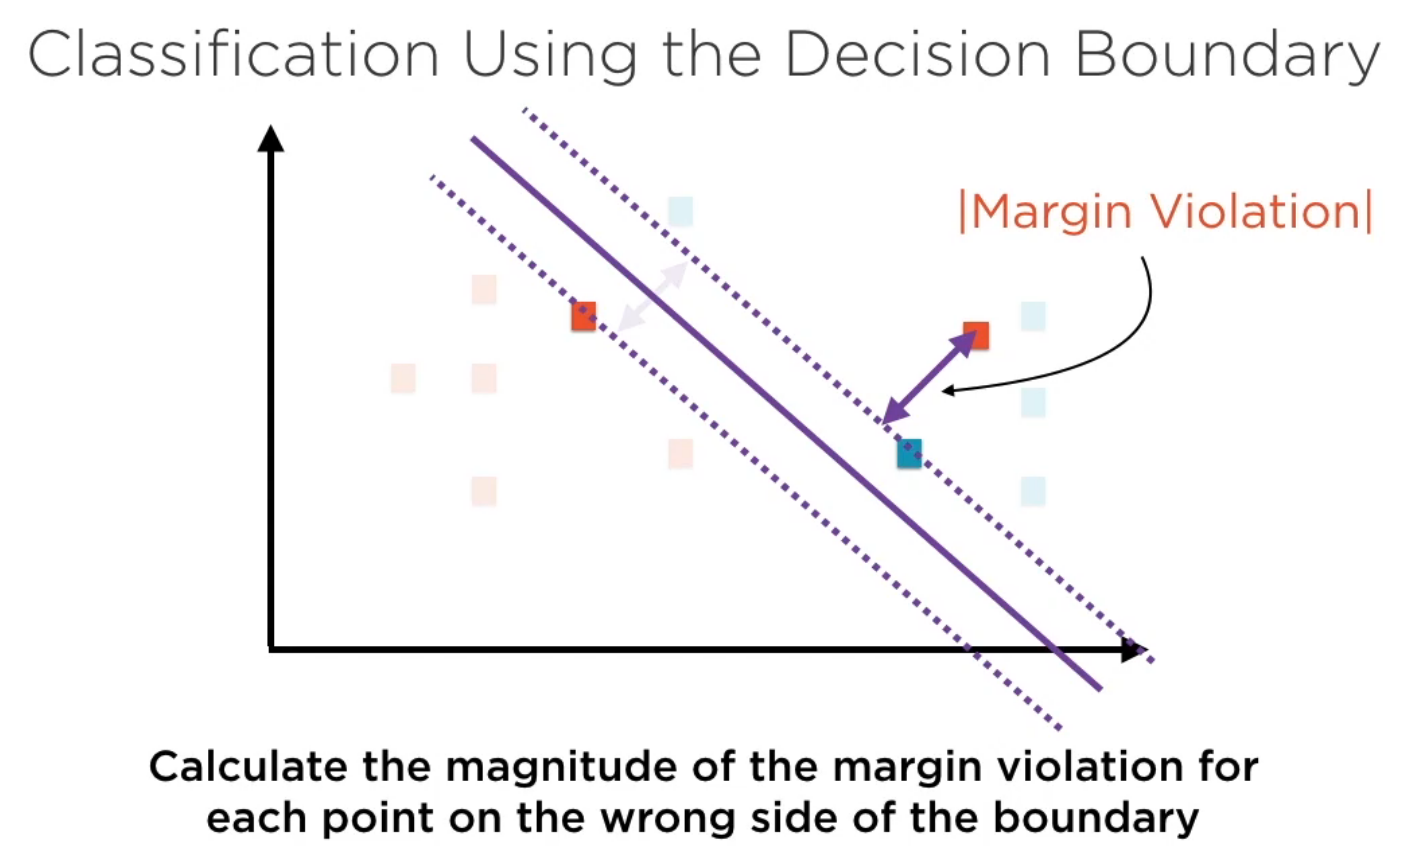 Classification Using the Decision Boundary
|Margin Violation|
Calculate the magnitude of the margin violation for
each point on the wrong side of the boundary